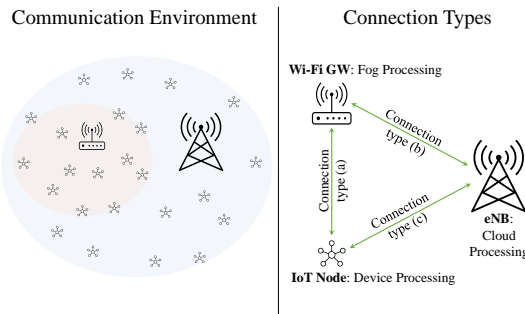 Communication Environment
Connection Types
Wi-Fi GW: Fog Processing
Connection
type (b)
Connection
type (a)
Connection
type (c)
eNB:
Cloud
Processing
IoT Node: Device Processing